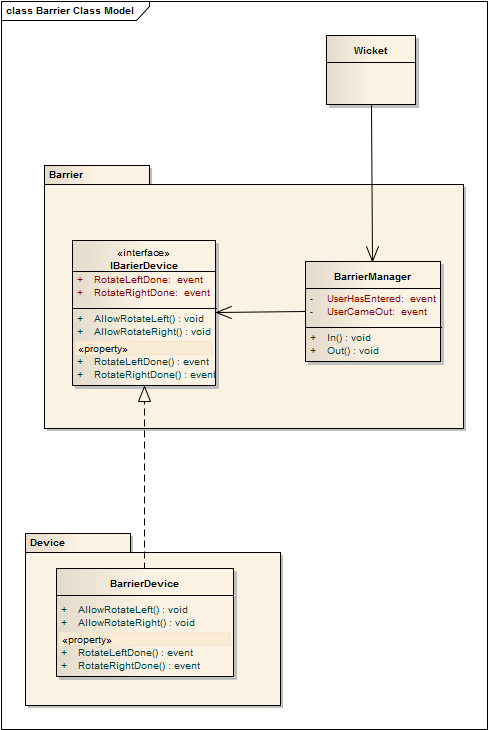 class Barrier Class Model
Wicket
Barrier
«interface»
IBarierDevice
+ RotateLeftDone: event
+ RotateRightDone: event
+ AllowRotateLeft() : void
+ AllowRotateRight() : void
«property»
+ RotateLeftDone() : event
+ RotateRightDone() : event
BarrierManager
- UserHasEntered: event
- UserCameOut: event
+ In() : void
+ Out() : void
Device
BarrierDevice
+ AllowRotateLeft() : void
+ AllowRotateRight() : void
«property»
+ RotateLeftDone() : event
+ RotateRightDone() : event